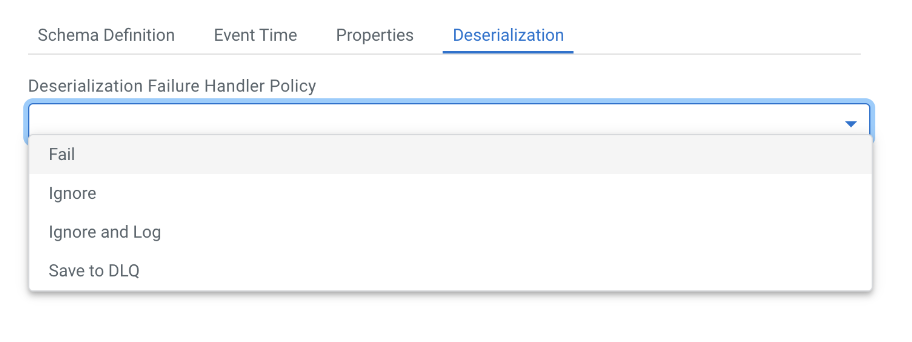 Schema Definition Event Time Properties Deserialization
Deserialization Failure Handler Policy
Fail
Ignore
Ignore and Log
Save to DLQ